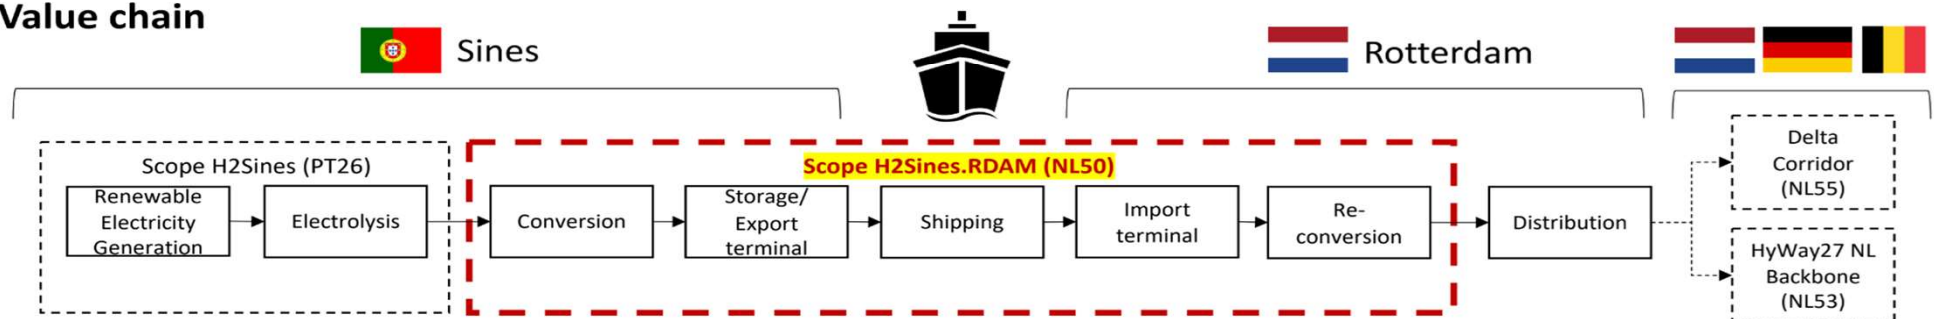 Value chain
Sines
Rotterdam
Scope H2Sines (PT26)
Renewable
Electricity
Generation
Electrolysis
Scope H2Sines.RDAM (NL50)
Conversion
Storage/
Export
terminal
Shipping
Import
terminal
Re-
conversion
Distribution
Delta
Corridor
(NL55)
HyWay27 NL
Backbone
(NL53)